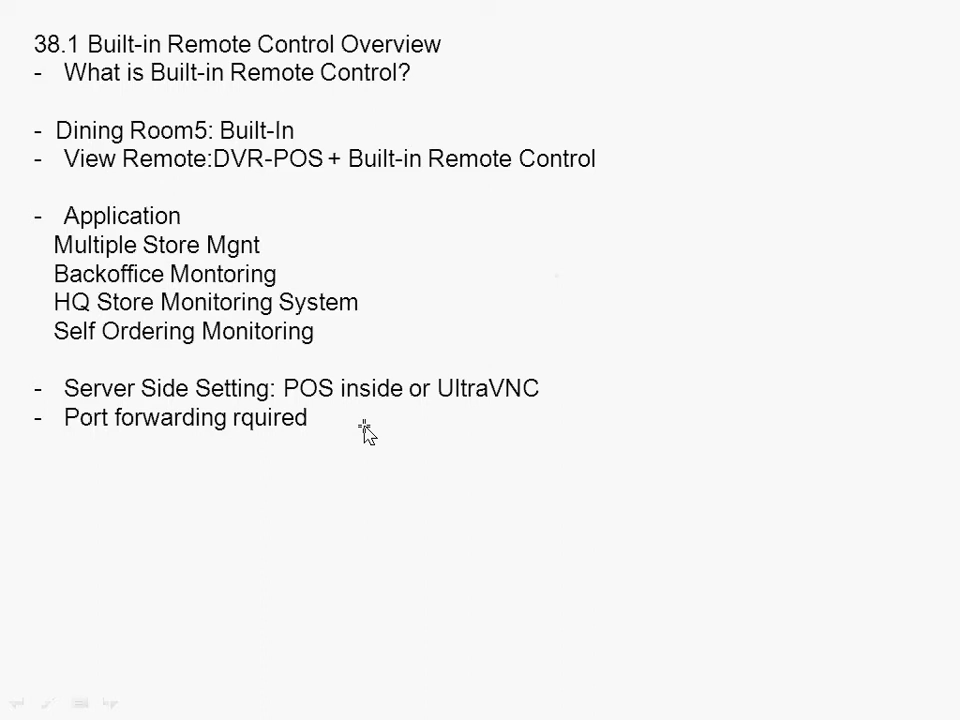 38.1 Built-in Remote Control Overview
- What is Built-in Remote Control?
- Dining Room5: Built-In
- View Remote:DVR-POS + Built-in Remote Control
- Application
Multiple Store Mgnt
Backoffice Montoring
HQ Store Monitoring System
Self Ordering Monitoring
- Server Side Setting: POS inside or UltraVNC
- Port forwarding rquired